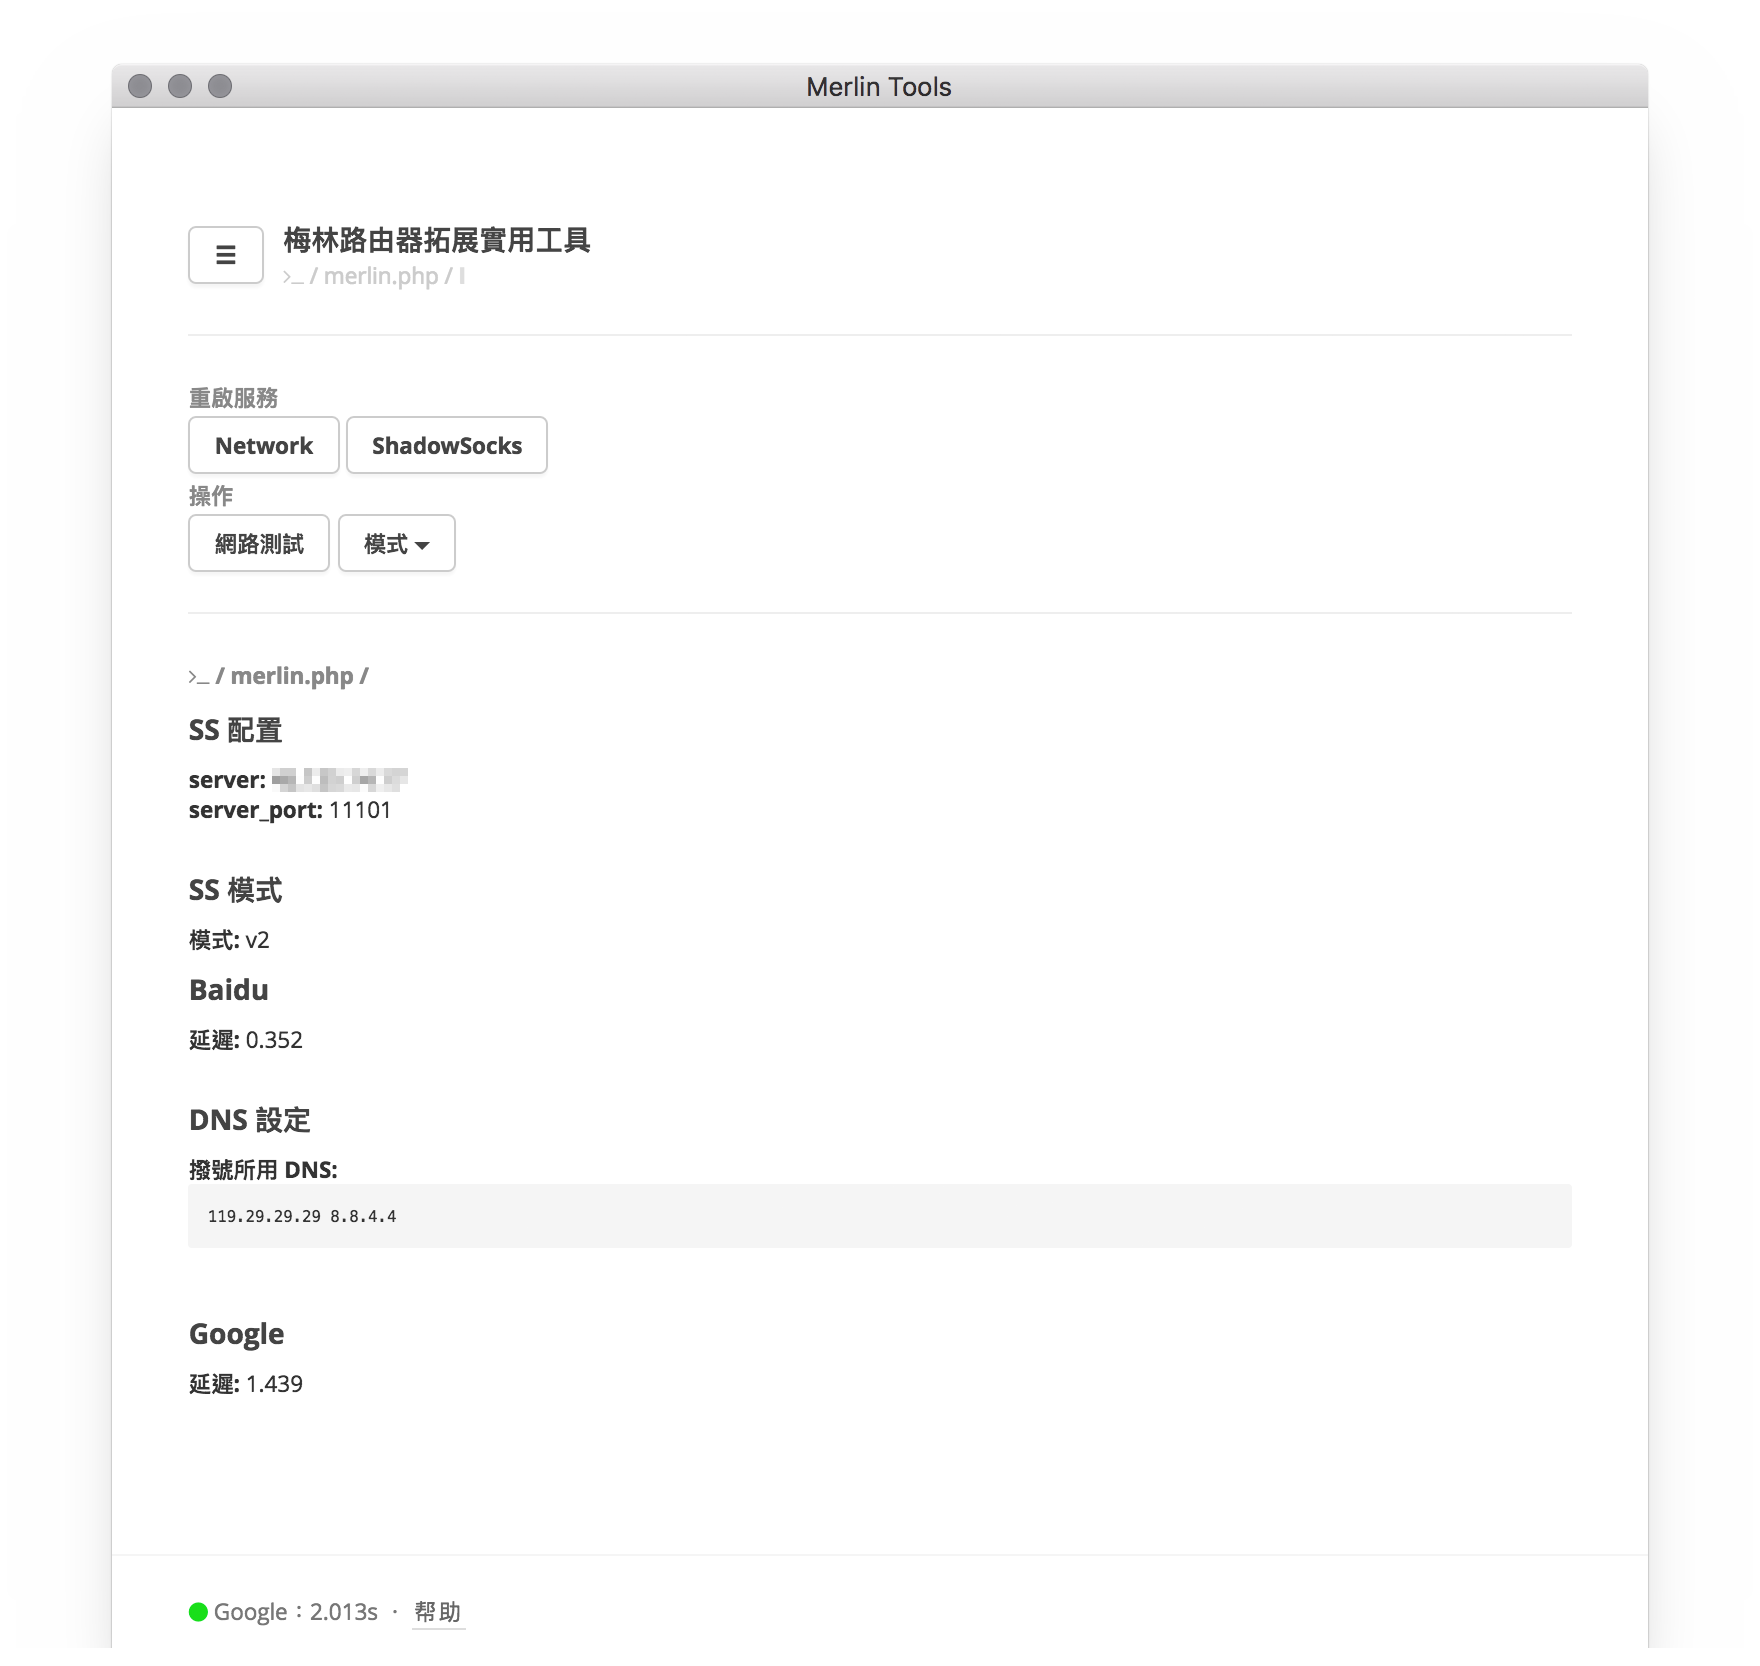 Merlin Tools
☰
梅林路由器拓展實用工具
>_ / merlin.php /
重啟服務
Network ShadowSocks
操作
網路測試 模式
>_ / merlin.php /
SS 配置
server:
server_port: 11101
SS 模式
模式: v2
Baidu
延遲: 0.352
DNS 設定
撥號所用 DNS:
119.29.29.29 8.8.4.4
Google
延遲: 1.439
Google：2.013s · 帮助